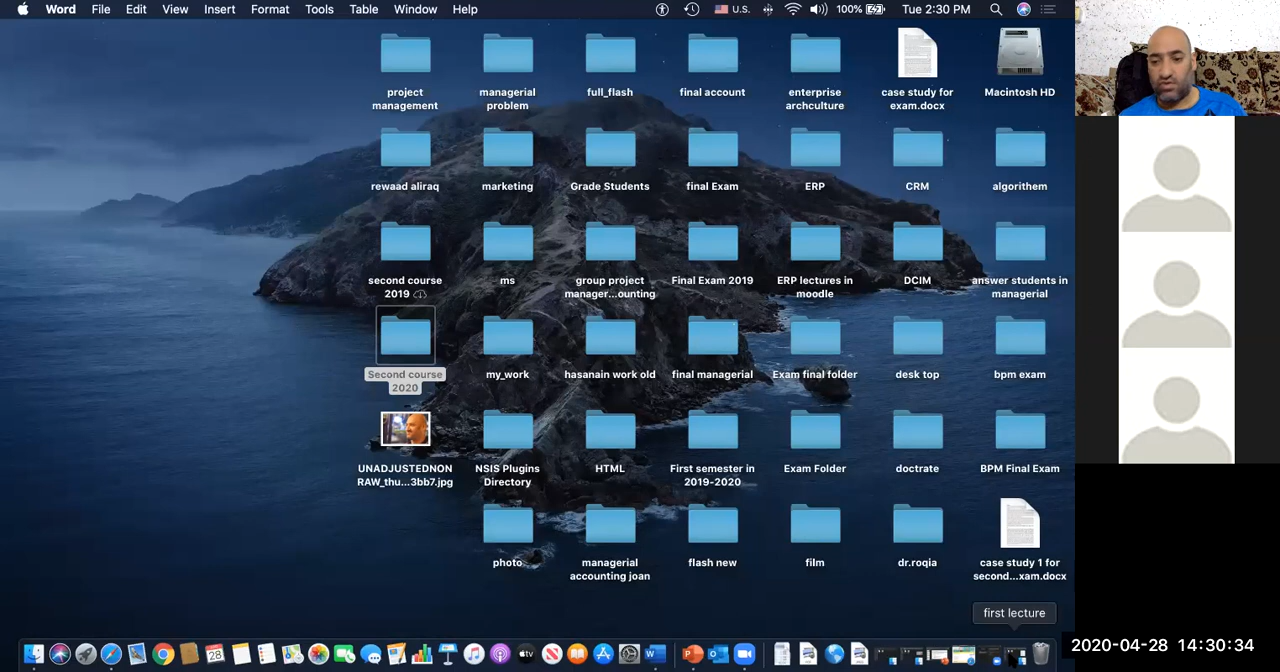 Word File Edit View Insert Format Tools Table Window Help U.S. 100% Tue 2:30 PM
project management
managerial problem
full_flash
final account
enterprise archculture
case study for exam.docx
Macintosh HD
rewaad aliraq
marketing
Grade Students
final Exam
ERP
CRM
algorithem
second course 2019
ms
group project manager...ounting
Final Exam 2019
ERP lectures in moodle
DCIM
answer students in managerial
Second course 2020
my_work
hasanain work old
final managerial
Exam final folder
desk top
bpm exam
UNADJUSTEDNON RAW_thu...3bb7.jpg
NSIS Plugins Directory
HTML
First semester in 2019-2020
Exam Folder
doctrate
BPM Final Exam
photo
managerial accounting joan
flash new
film
dr.roqia
case study 1 for second...xam.docx
first lecture
28
2020-04-28 14:30:34